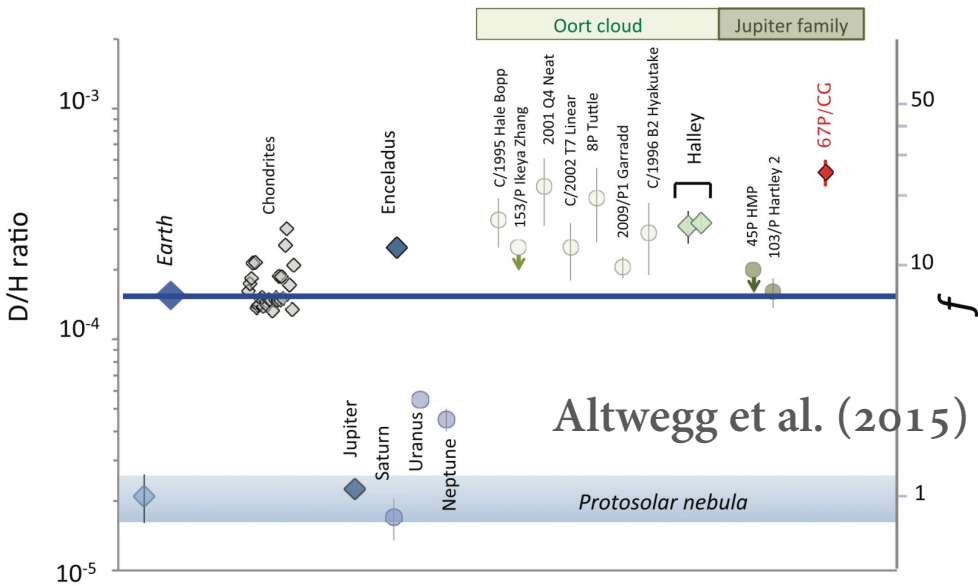 Oort cloud
Jupiter family
D/H ratio
10⁻³
10⁻⁴
10⁻⁵
Earth
Chondrites
Enceladus
Jupiter
Saturn
Uranus
Neptune
C/1995 Hale Bopp
153/P Ikeya Zhang
2001 Q4 Neat
C/2002 T7 Linear
8P Tuttle
2009/P1 Garradd
C/1996 B2 Hyakutake
Halley
45P HMP
103/P Hartley 2
67P/CG
50
10
1
f
Altwegg et al. (2015)
Protosolar nebula